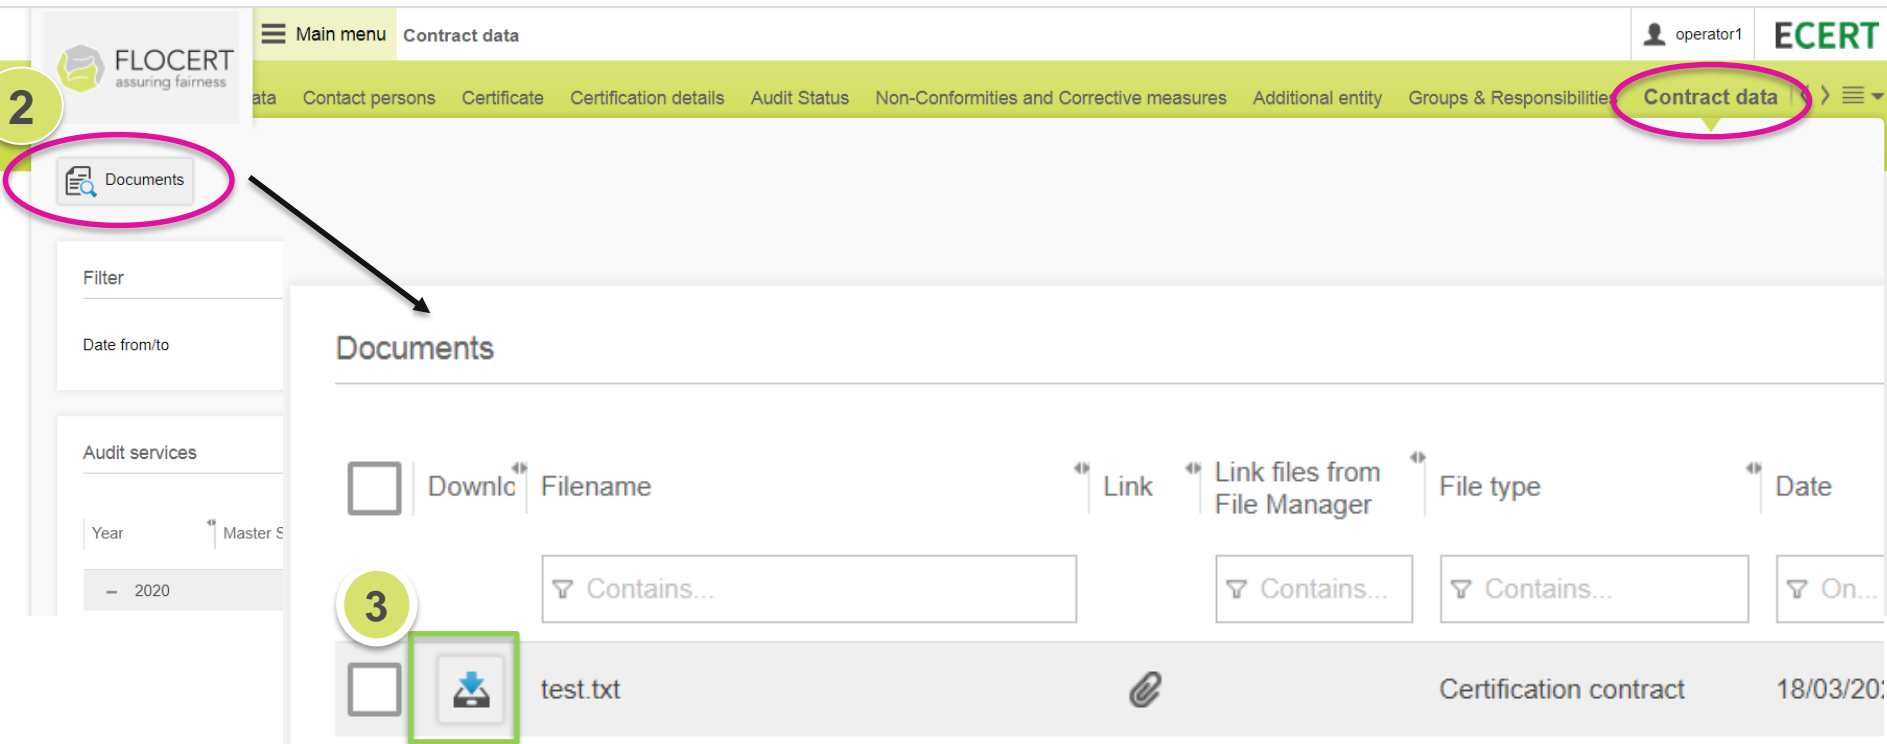 FLOCERT
assuring fairness
Main menu
Contract data
operator1
ECERT
2
ata
Contact persons
Certificate
Certification details
Audit Status
Non-Conformities and Corrective measures
Additional entity
Groups & Responsibilities
Contract data
Documents
Filter
Date from/to
Audit services
Year
Master S
2020
Documents
Downlo
Filename
Link
Link files from
File Manager
File type
Date
Contains...
Contains...
Contains...
On...
3
test.txt
Certification contract
18/03/202